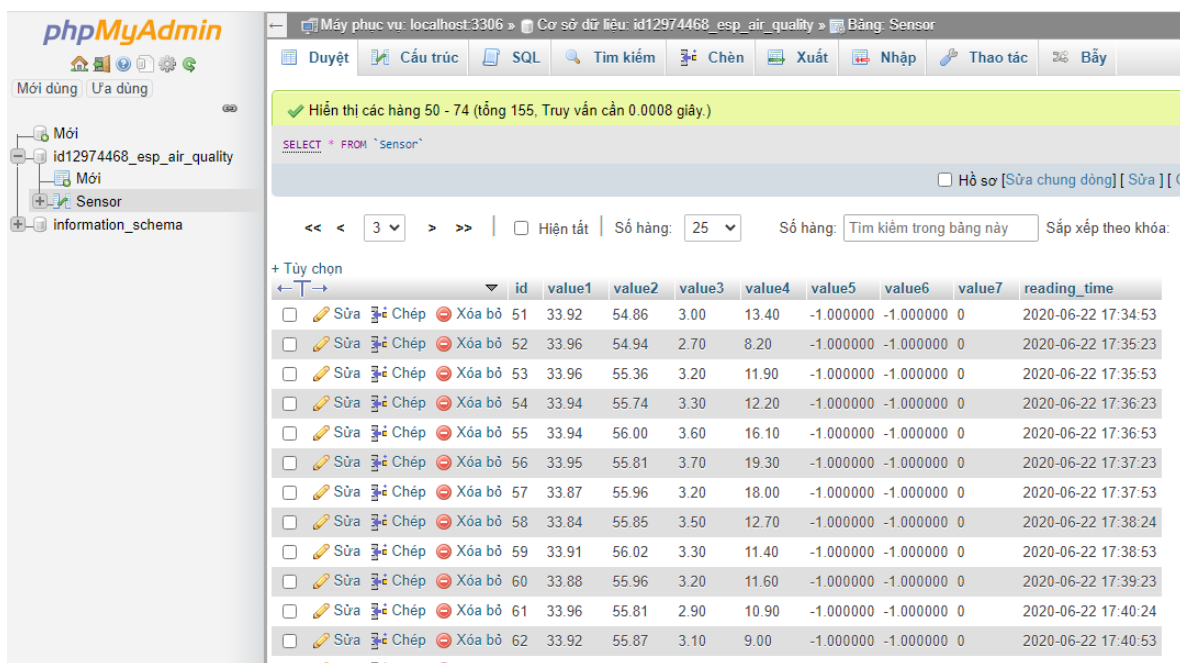 phpMyAdmin
Mới dùng Ưa dùng
Mới
id12974468_esp_air_quality
Mới
Sensor
information_schema
Máy phục vụ: localhost:3306 » Cơ sở dữ liệu: id12974468_esp_air_quality » Bảng: Sensor
Duyệt Cấu trúc SQL Tìm kiếm Chèn Xuất Nhập Thao tác Bẫy
Hiển thị các hàng 50 - 74 (tổng 155, Truy vấn cần 0.0008 giây.)
SELECT * FROM `Sensor`
Hồ sơ [Sửa chung dòng] [ Sửa ] [
<< < 3 > >> | Hiện tất | Số hàng: 25 Số hàng: Tìm kiếm trong bảng này Sắp xếp theo khóa:
+ Tùy chọn
←T→ id value1 value2 value3 value4 value5 value6 value7 reading_time
Sửa Chép Xóa bỏ 51 33.92 54.86 3.00 13.40 -1.000000 -1.000000 0 2020-06-22 17:34:53
Sửa Chép Xóa bỏ 52 33.96 54.94 2.70 8.20 -1.000000 -1.000000 0 2020-06-22 17:35:23
Sửa Chép Xóa bỏ 53 33.96 55.36 3.20 11.90 -1.000000 -1.000000 0 2020-06-22 17:35:53
Sửa Chép Xóa bỏ 54 33.94 55.74 3.30 12.20 -1.000000 -1.000000 0 2020-06-22 17:36:23
Sửa Chép Xóa bỏ 55 33.94 56.00 3.60 16.10 -1.000000 -1.000000 0 2020-06-22 17:36:53
Sửa Chép Xóa bỏ 56 33.95 55.81 3.70 19.30 -1.000000 -1.000000 0 2020-06-22 17:37:23
Sửa Chép Xóa bỏ 57 33.87 55.96 3.20 18.00 -1.000000 -1.000000 0 2020-06-22 17:37:53
Sửa Chép Xóa bỏ 58 33.84 55.85 3.50 12.70 -1.000000 -1.000000 0 2020-06-22 17:38:24
Sửa Chép Xóa bỏ 59 33.91 56.02 3.30 11.40 -1.000000 -1.000000 0 2020-06-22 17:38:53
Sửa Chép Xóa bỏ 60 33.88 55.96 3.20 11.60 -1.000000 -1.000000 0 2020-06-22 17:39:23
Sửa Chép Xóa bỏ 61 33.96 55.81 2.90 10.90 -1.000000 -1.000000 0 2020-06-22 17:40:24
Sửa Chép Xóa bỏ 62 33.92 55.87 3.10 9.00 -1.000000 -1.000000 0 2020-06-22 17:40:53